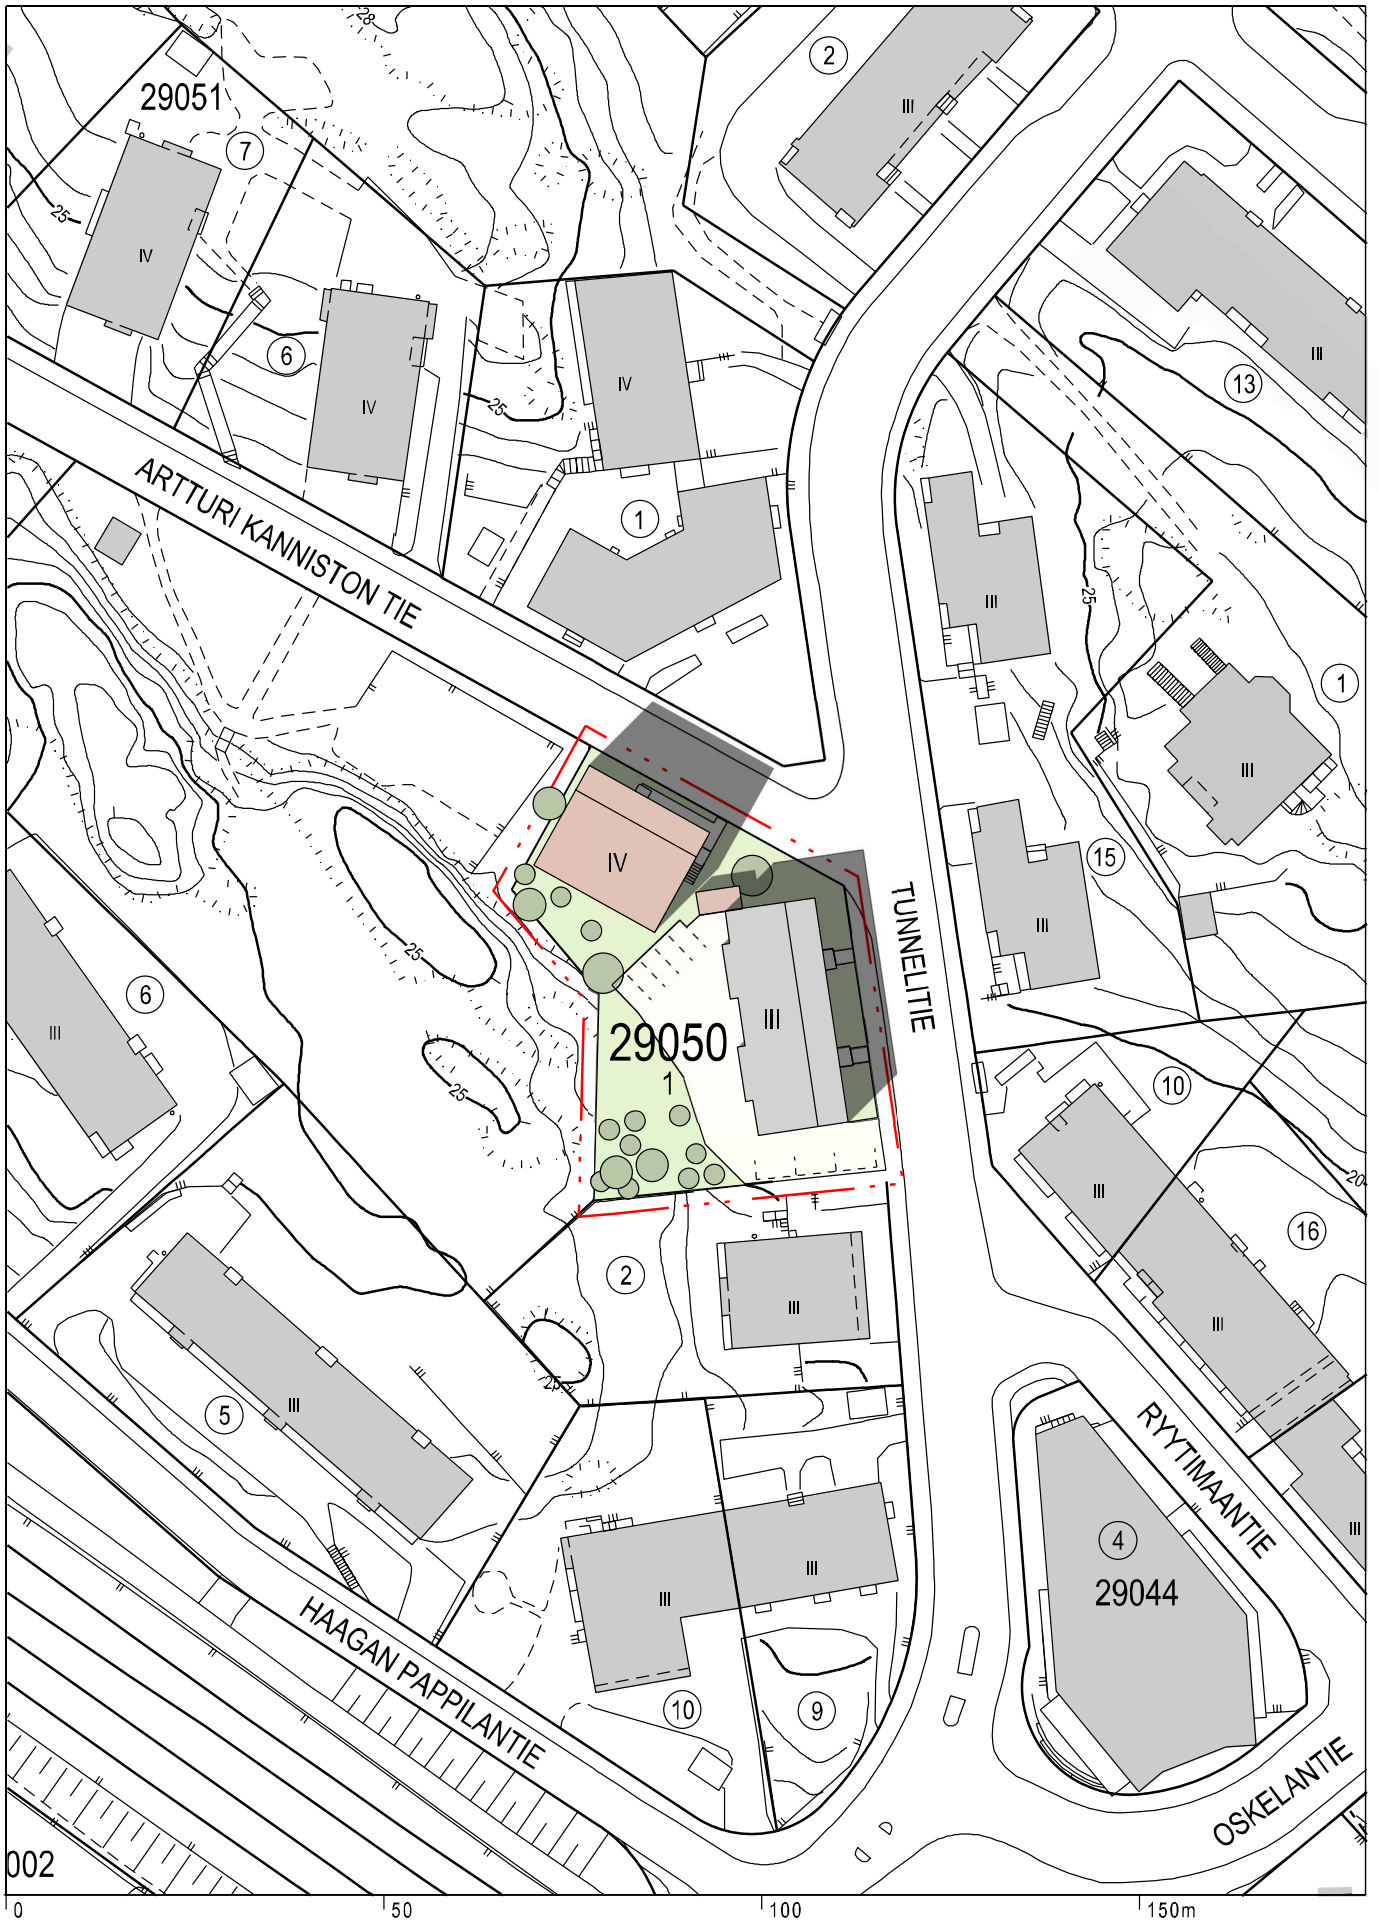 28
2
III
29051
7
25
IV
6
IV
25
IV
III
13
ARTTURI KANNISTON TIE
1
III
25
1
III
IV
15
III
TUNNELITIE
25
6
III
29050
1
III
25
10
III
20
16
III
2
III
25
5
III
RYYTIMAANTIE
III
4
29044
III
III
HAAGAN PAPPILANTIE
10
9
OSKELANTIE
002
0 50 100 150m